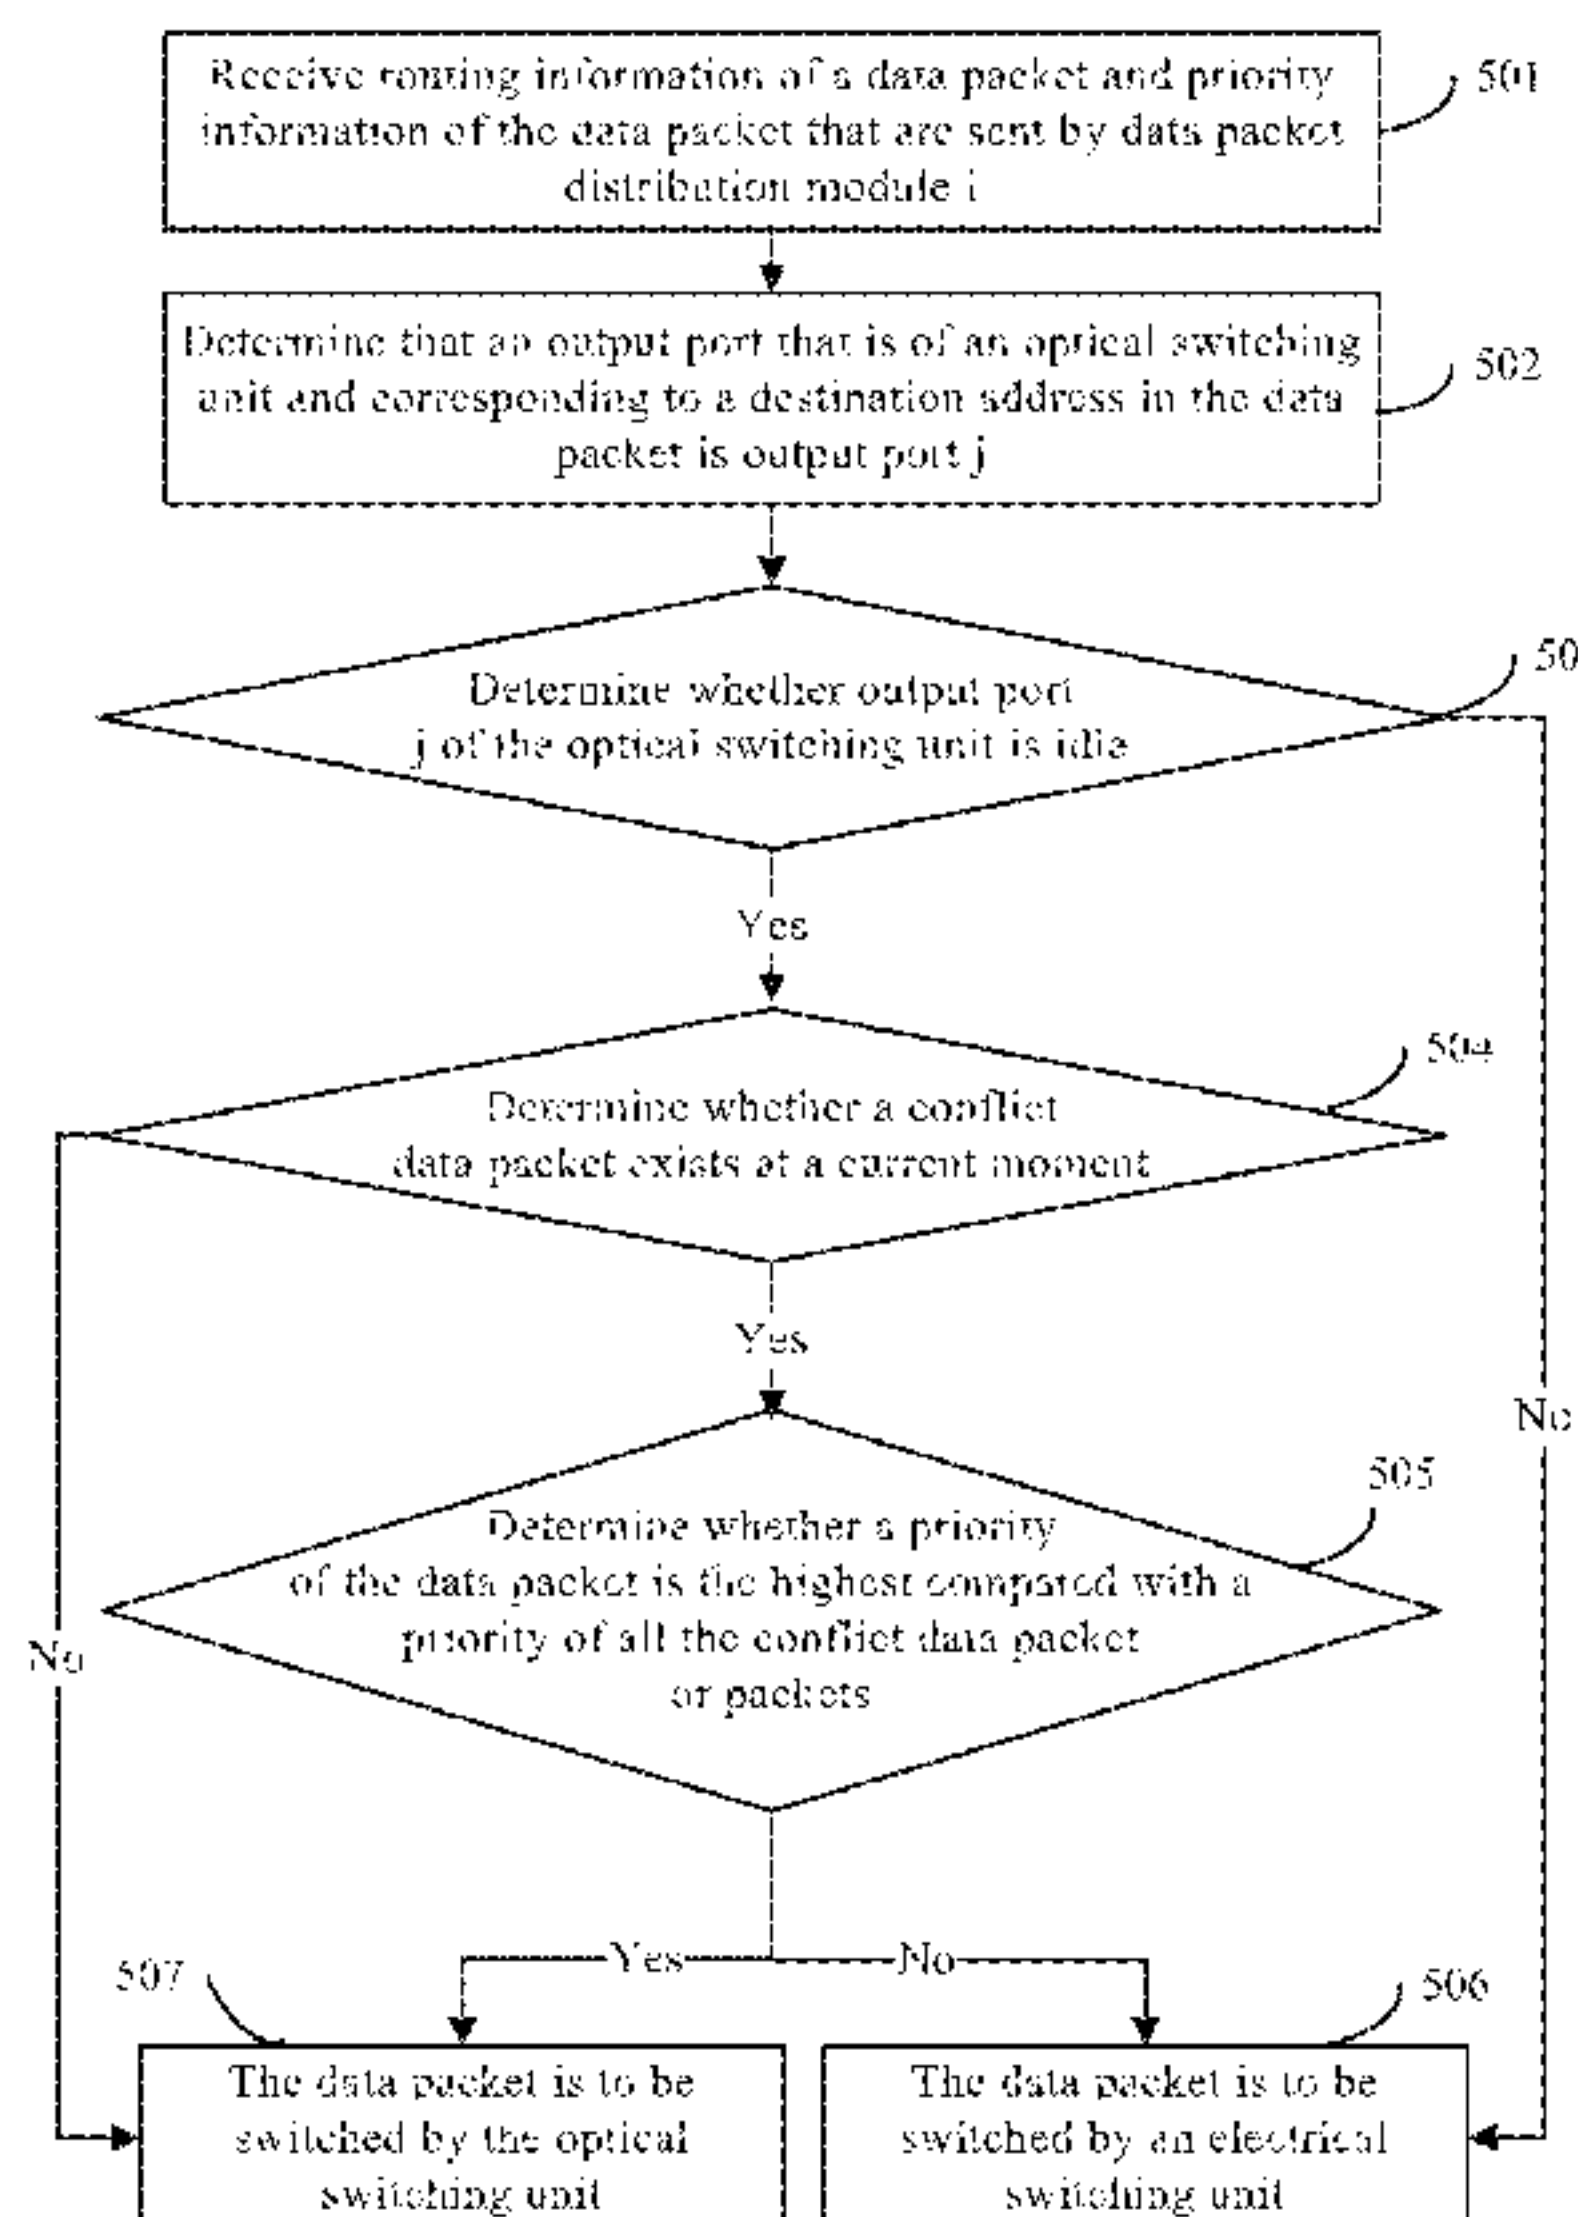 Receive routing information of a data packet and priority
information of the data packet that are sent by data packet
distribution module i
501
Determine that an output port that is of an optical switching
unit and corresponding to a destination address in the data
packet is output port j
502
Determine whether output port
j of the optical switching unit is idle
50
Yes
Determine whether a conflict
data packet exists at a current moment
504
Yes
No
Determine whether a priority
of the data packet is the highest compared with a
priority of all the conflict data packet
or packets
505
No
Yes
No
507
506
The data packet is to be
switched by the optical
switching unit
The data packet is to be
switched by an electrical
switching unit